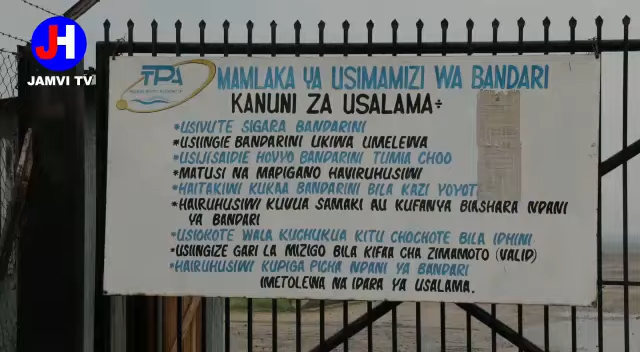 JH
JAMVI TV
TPA
MAMLAKA YA USIMAMIZI WA BANDARI
KANUNI ZA USALAMA÷
*USIVUTE SIGARA BANDARINI
*USIINGIE BANDARINI UKIWA UMELEWA
*USIJISAIDIE HOVYO BANDARINI TUMIA CHOO
*MATUSI NA MAPIGANO HAVIRUHUSIWI
*HAITAKIWI KUKAA BANDARINI BILA KAZI YOYOTE
*HAIRUHUSIWI KUVUA SAMAKI AU KUFANYA BIASHARA NDANI
YA BANDARI
*USIOKOTE WALA KUCHUKUA KITU CHOCHOTE BILA IDHINI
*USIINGIZE GARI LA MIZIGO BILA KIFAA CHA ZIMAMOTO (VALID)
*HAIRUHUSIWI KUPIGA PICHA NDANI YA BANDARI
IMETOLEWA NA IDARA YA USALAMA.